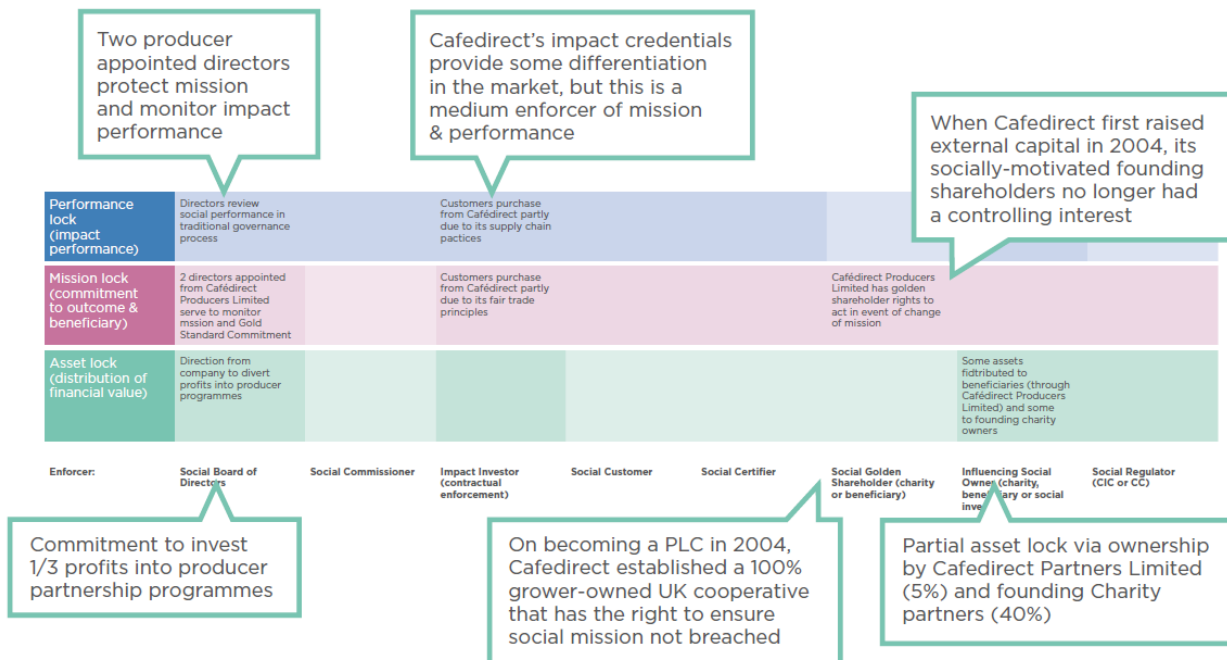 Two producer
appointed directors
protect mission
and monitor impact
performance
Cafedirect's impact credentials
provide some differentiation
in the market, but this is a
medium enforcer of mission
& performance
When Cafedirect first raised
external capital in 2004, its
socially-motivated founding
shareholders no longer had
a controlling interest
Performance
lock
(impact
performance)
Directors review
social performance in
traditional governance
process
Customers purchase
from Cafédirect partly
due to its supply chain
pactices
Mission lock
(commitment
to outcome &
beneficiary)
2 directors appointed
from Cafédirect
Producers Limited
serve to monitor
mssion and Gold
Standard Commitment
Customers purchase
from Cafédirect partly
due to its fair trade
principles
Cafédirect Producers
Limited has golden
shareholder rights to
act in event of change
of mission
Asset lock
(distribution of
financial value)
Direction from
company to divert
profits into producer
programmes
Some assets
fidtributed to
beneficiaries (through
Cafédirect Producers
Limited) and some
to founding charity
owners
Enforcer:
Social Board of
Directors
Social Commissioner
Impact Investor
(contractual
enforcement)
Social Customer
Social Certifier
Social Golden
Shareholder (charity
or beneficiary)
Influencing Social
Owner (charity,
or social
Social Regulator
(CIC or CC)
Commitment to invest
1/3 profits into producer
partnership programmes
On becoming a PLC in 2004,
Cafedirect established a 100%
grower-owned UK cooperative
that has the right to ensure
social mission not breached
Partial asset lock via ownership
by Cafedirect Partners Limited
(5%) and founding Charity
partners (40%)